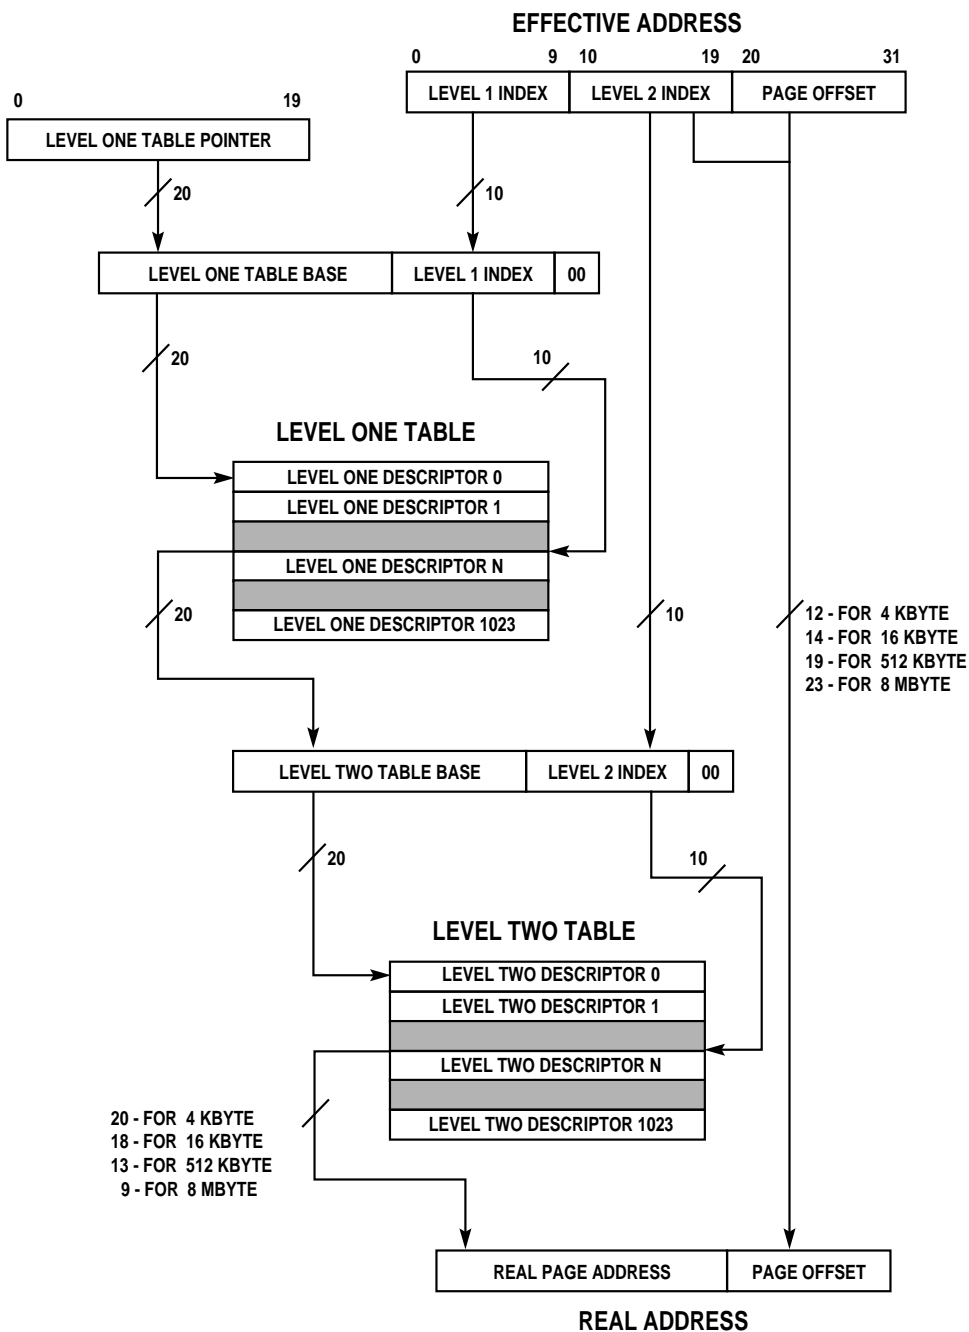 EFFECTIVE ADDRESS
0 9 10 19 20 31
LEVEL 1 INDEX LEVEL 2 INDEX PAGE OFFSET
0 19
LEVEL ONE TABLE POINTER
20 10
LEVEL ONE TABLE BASE LEVEL 1 INDEX 00
20 10
LEVEL ONE TABLE
LEVEL ONE DESCRIPTOR 0
LEVEL ONE DESCRIPTOR 1
LEVEL ONE DESCRIPTOR N
LEVEL ONE DESCRIPTOR 1023
20 10
12 - FOR 4 KBYTE
14 - FOR 16 KBYTE
19 - FOR 512 KBYTE
23 - FOR 8 MBYTE
LEVEL TWO TABLE BASE LEVEL 2 INDEX 00
20 10
LEVEL TWO TABLE
LEVEL TWO DESCRIPTOR 0
LEVEL TWO DESCRIPTOR 1
LEVEL TWO DESCRIPTOR N
LEVEL TWO DESCRIPTOR 1023
20 - FOR 4 KBYTE
18 - FOR 16 KBYTE
13 - FOR 512 KBYTE
9 - FOR 8 MBYTE
REAL PAGE ADDRESS PAGE OFFSET
REAL ADDRESS